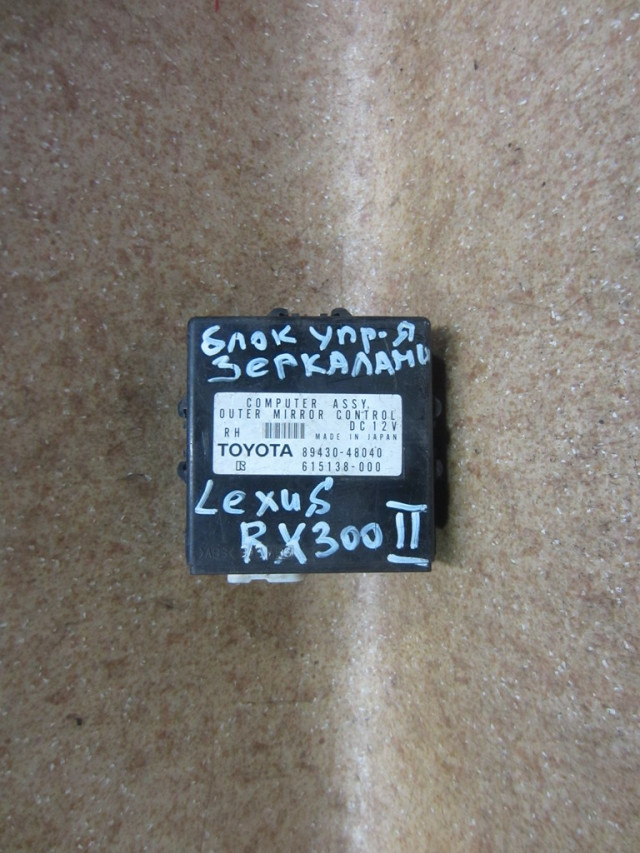 блок упр-я
зеркалами
COMPUTER ASSY,
OUTER MIRROR CONTROL
DC 12V
RH
MADE IN JAPAN
TOYOTA 89430-48040
615138-000
Lexus
RX300 II